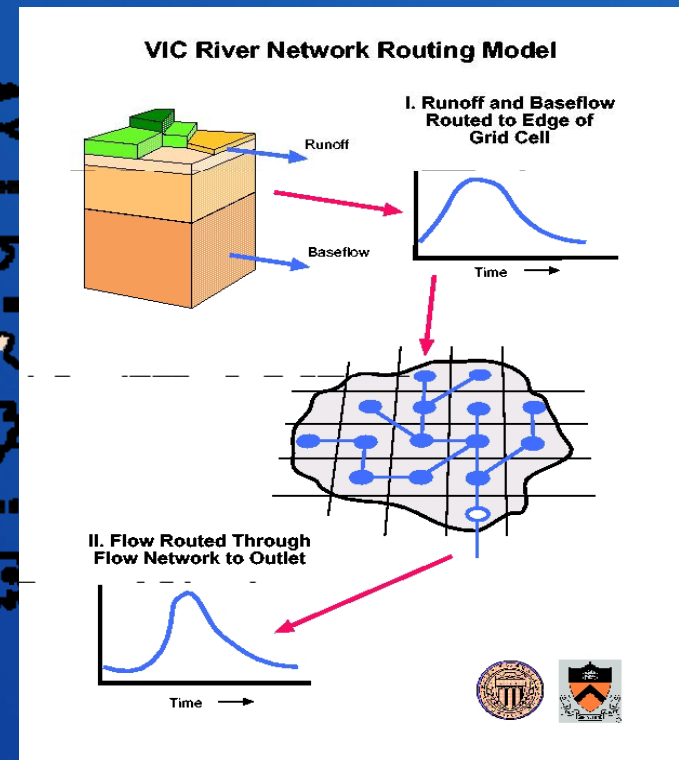 VIC River Network Routing Model
I. Runoff and Baseflow
Routed to Edge of
Grid Cell
Runoff
Baseflow
Time
II. Flow Routed Through
Flow Network to Outlet
Time